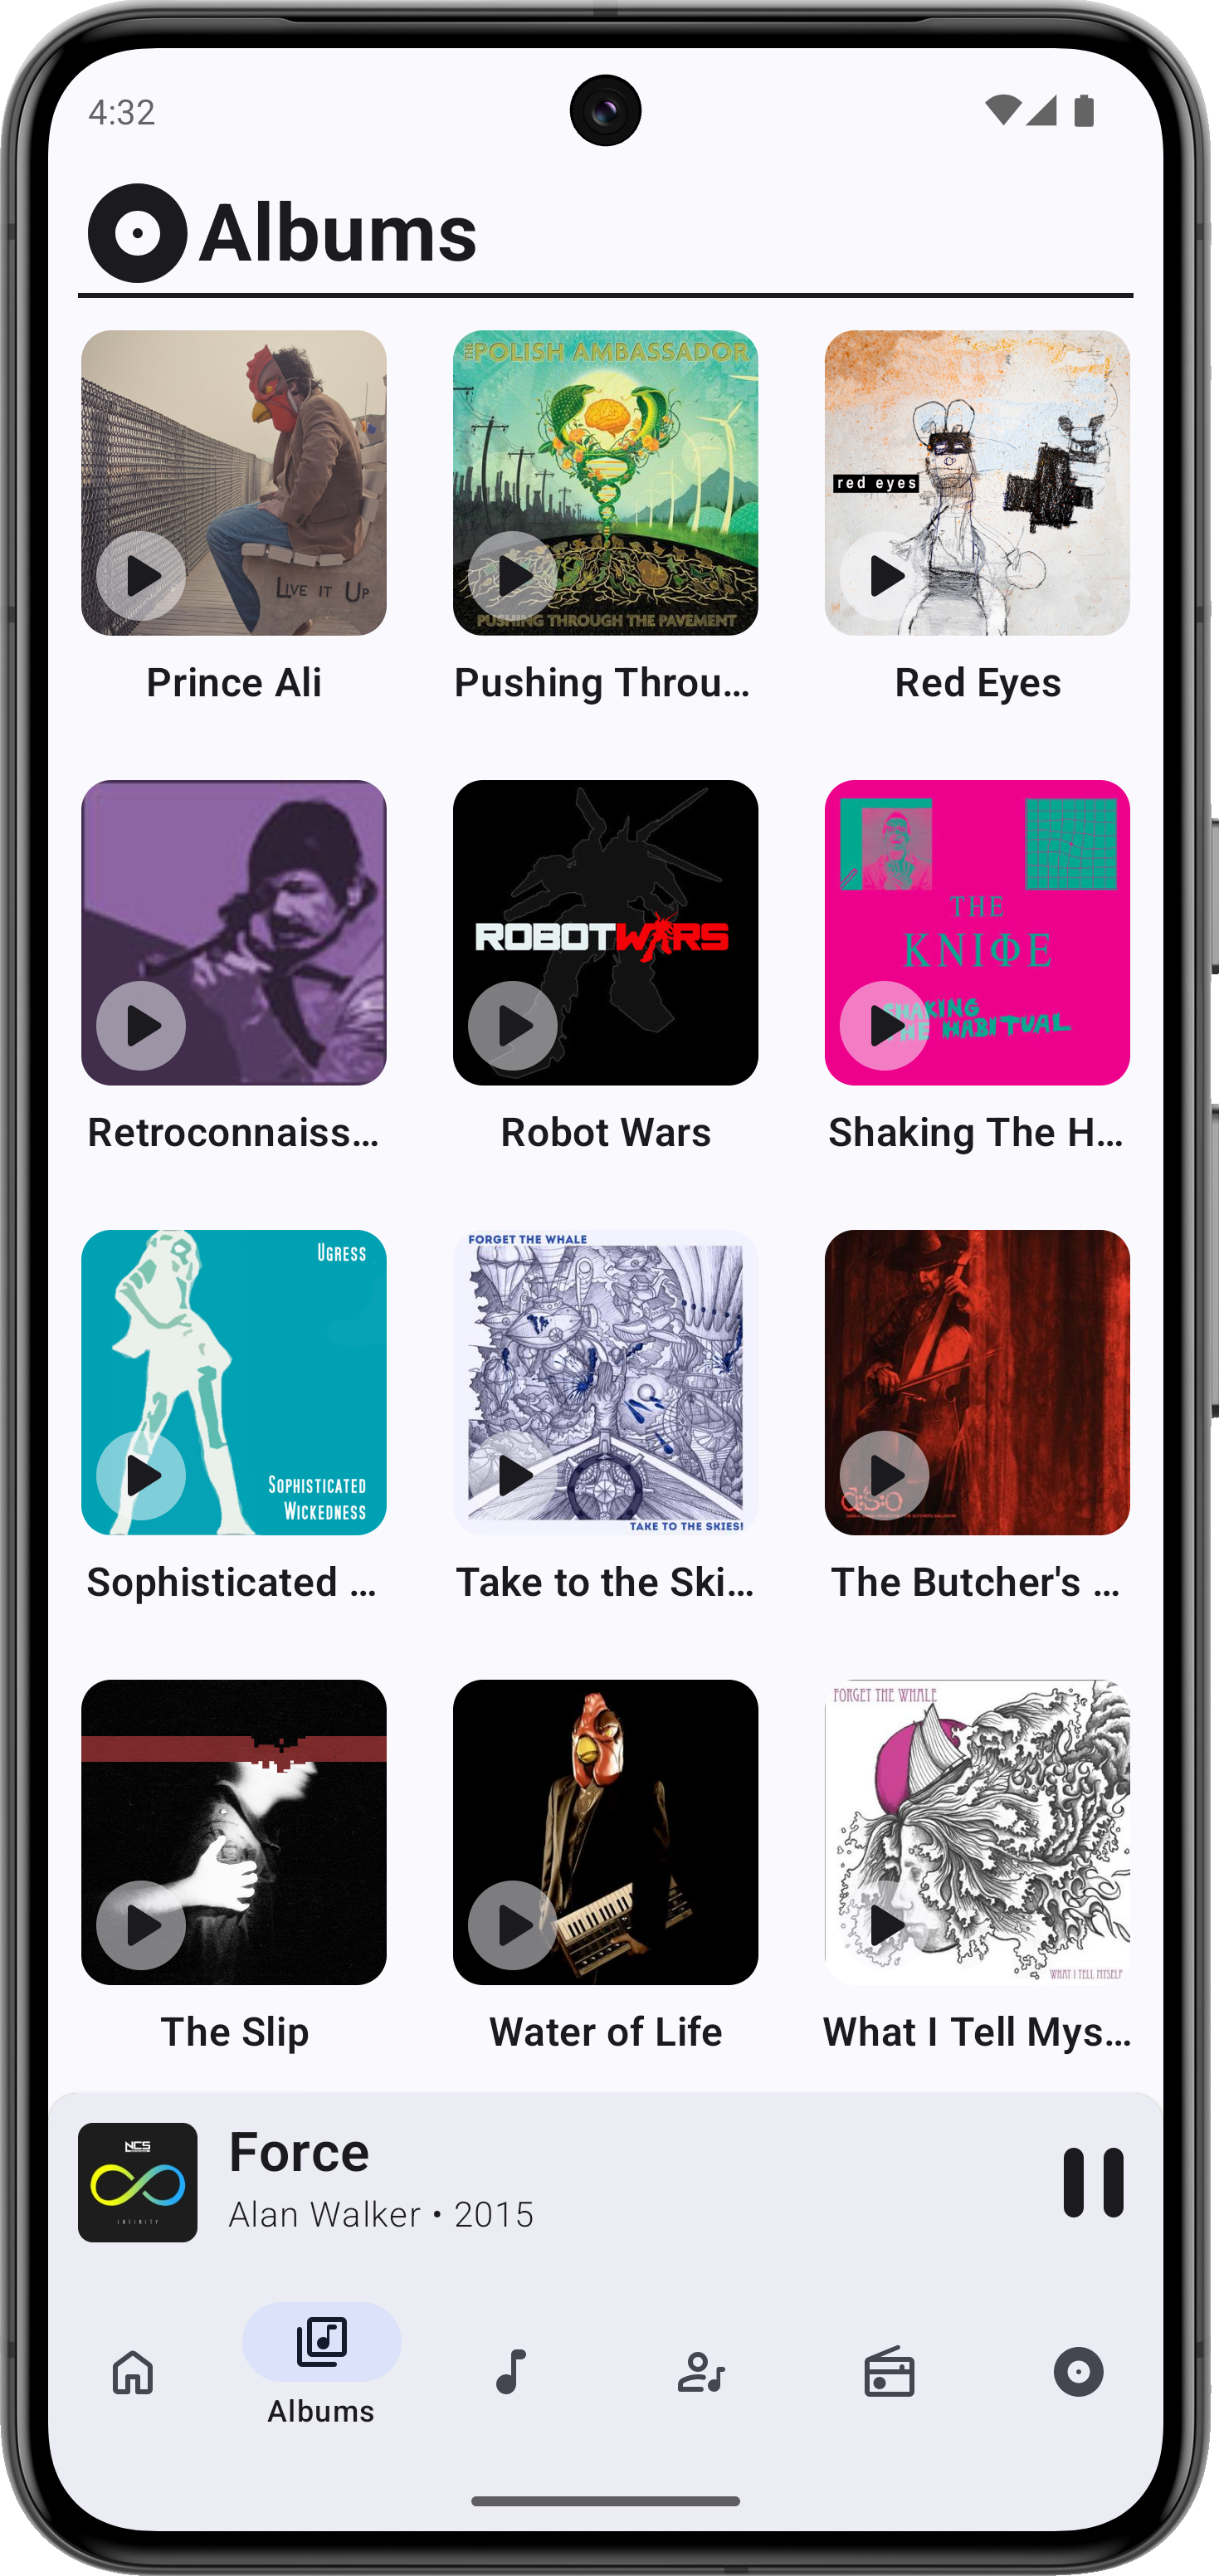 4:32
Albums
THE POLISH AMBASSADOR
red eyes
LIVE IT UP
PUSHING THROUGH THE PAVEMENT
Prince Ali
Pushing Throu...
Red Eyes
ROBOTWARS
THE
KNIΦE
SHAKING
THE HABITUAL
Retroconnaiss...
Robot Wars
Shaking The H...
UGRESS
SOPHISTICATED
WICKEDNESS
FORGET THE WHALE
TAKE TO THE SKIES!
d:s:o
Sophisticated ...
Take to the Ski...
The Butcher's ...
FORGET THE WHALE
WHAT I TELL MYSELF
The Slip
Water of Life
What I Tell Mys...
NCS
INFINITY
Force
Alan Walker • 2015
Albums